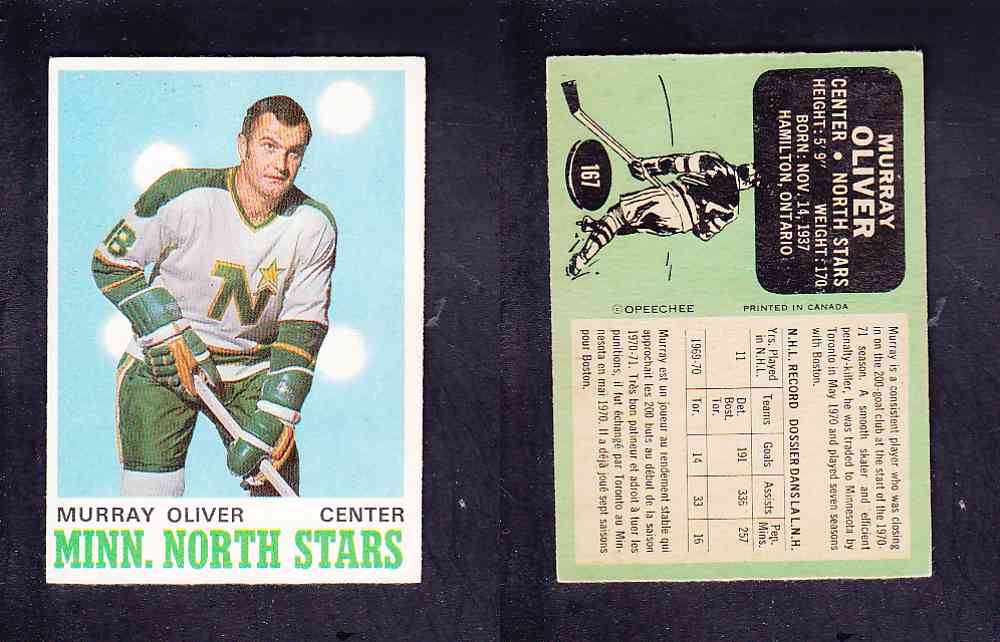 8
N
MURRAY OLIVER CENTER
MINN. NORTH STARS
167
MURRAY
OLIVER
CENTER • NORTH STARS
HEIGHT: 5' 9" WEIGHT: 170
BORN: NOV. 14, 1937
HAMILTON, ONTARIO
©OPEECHEE PRINTED IN CANADA
Murray is a consistent player who was closing
in on the 200-goal club at the start of the 1970-
71 season. A smooth skater and efficient
penalty-killer, he was traded to Minnesota by
Toronto in May 1970 and played seven seasons
with Boston.
N.H.L. RECORD DOSSIER DANS LA L.N.H.
Yrs. Played in N.H.L. Teams Goals Assists Pen. Mins.
11 Det. Bost. Tor. 191 336 257
1969-70 Tor. 14 33 16
Murray est un joueur au rendement stable qui
approchait les 200 buts au début de la saison
1970-71. Très bon patineur et adroit à tuer les
punitions, il fut échangé par Toronto au Min-
nesota en mai 1970. Il a déjà joué sept saisons
pour Boston.